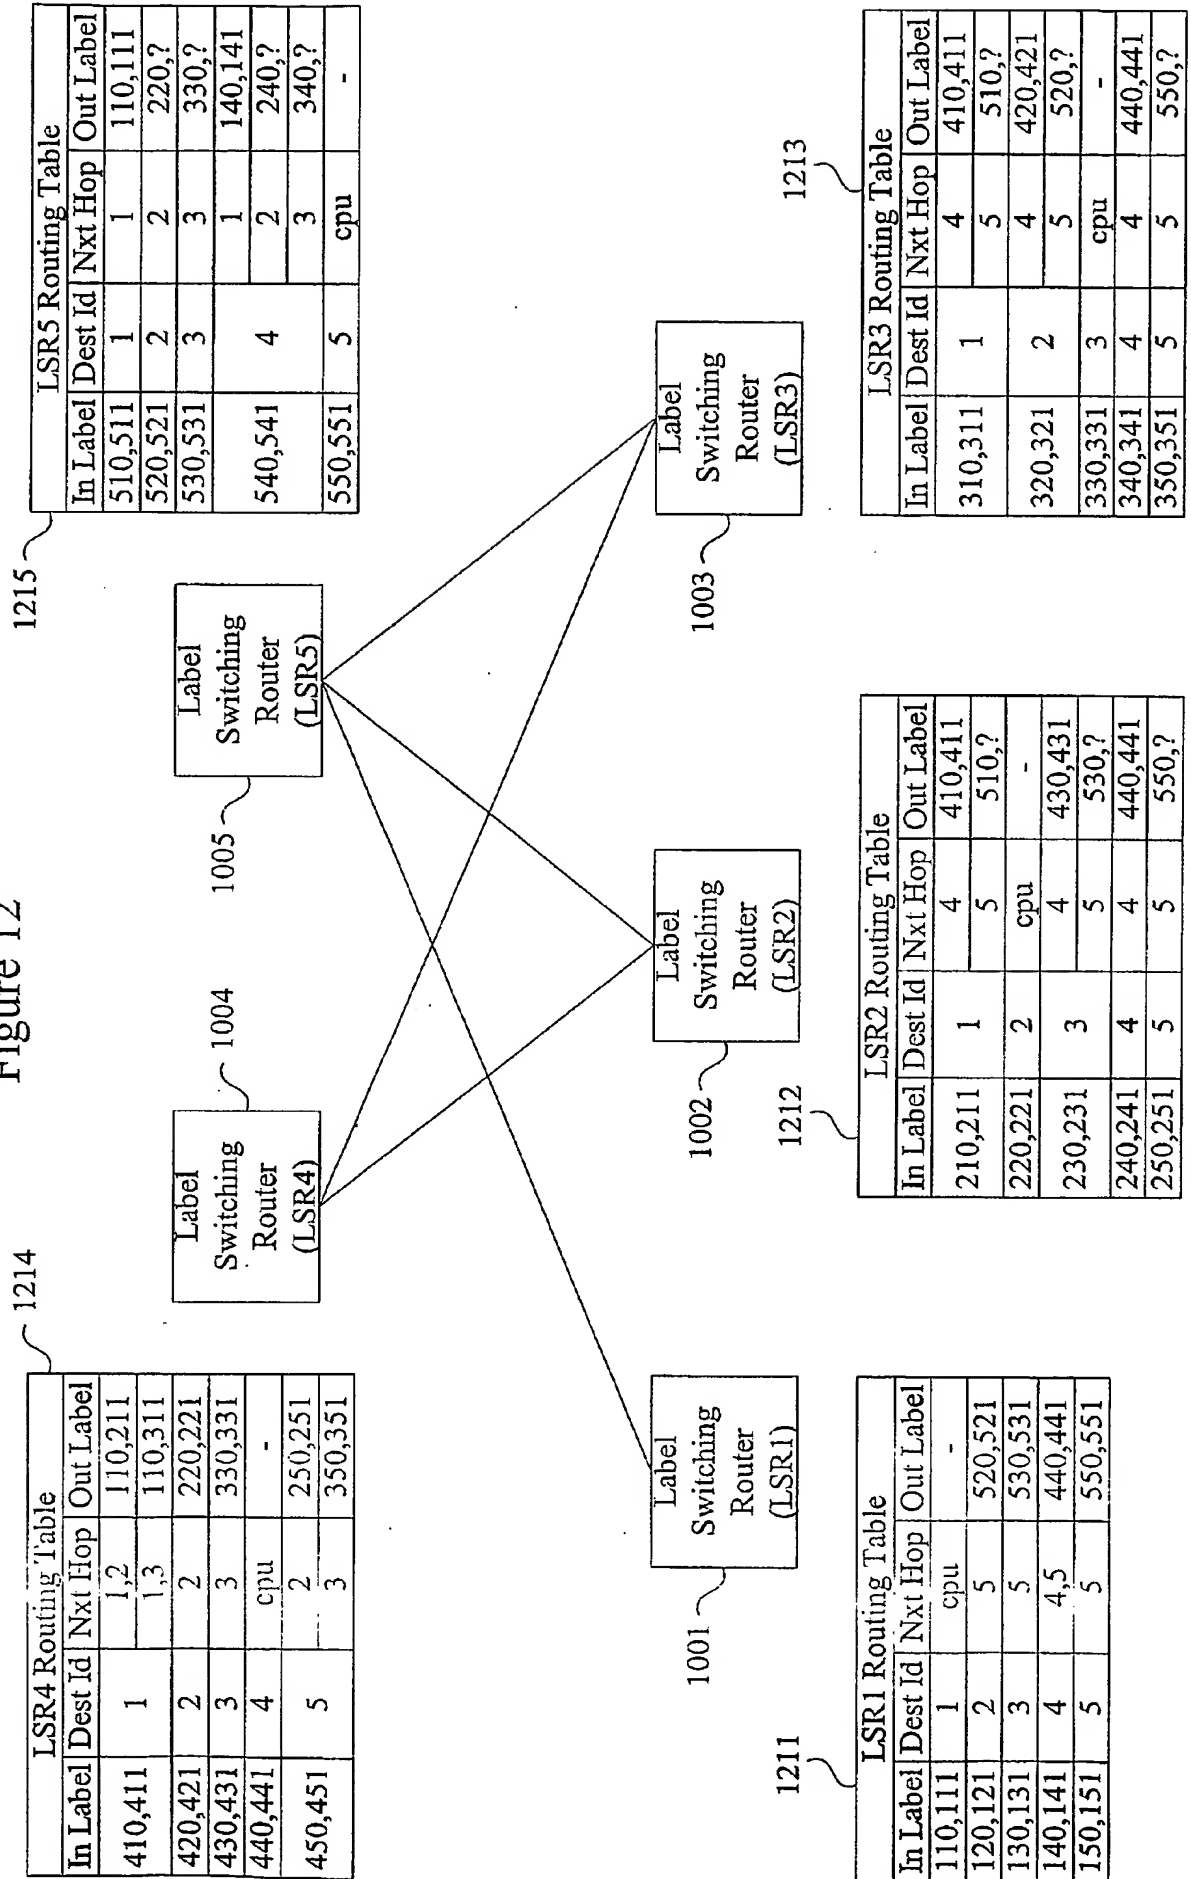 Figure 12
1214
LSR4 Routing Table
In Label Dest Id Nxt Hop Out Label
410,411 1 1,2 110,211
1,3 110,311
420,421 2 2 220,221
430,431 3 3 330,331
440,441 4 cpu -
450,451 5 2 250,251
3 350,351
Label
Switching
Router
(LSR4)
1004
Label
Switching
Router
(LSR5)
1005
1215
LSR5 Routing Table
In Label Dest Id Nxt Hop Out Label
510,511 1 1 110,111
520,521 2 2 220,?
530,531 3 3 330,?
540,541 4 1 140,141
2 240,?
3 340,?
550,551 5 cpu -
Label
Switching
Router
(LSR1)
1001
Label
Switching
Router
(LSR2)
1002
Label
Switching
Router
(LSR3)
1003
1211
LSR1 Routing Table
In Label Dest Id Nxt Hop Out Label
110,111 1 cpu -
120,121 2 5 520,521
130,131 3 5 530,531
140,141 4 4,5 440,441
150,151 5 5 550,551
1212
LSR2 Routing Table
In Label Dest Id Nxt Hop Out Label
210,211 1 4 410,411
5 510,?
220,221 2 cpu -
230,231 3 4 430,431
5 530,?
240,241 4 4 440,441
250,251 5 5 550,?
1213
LSR3 Routing Table
In Label Dest Id Nxt Hop Out Label
310,311 1 4 410,411
5 510,?
320,321 2 4 420,421
5 520,?
330,331 3 cpu -
340,341 4 4 440,441
350,351 5 5 550,?